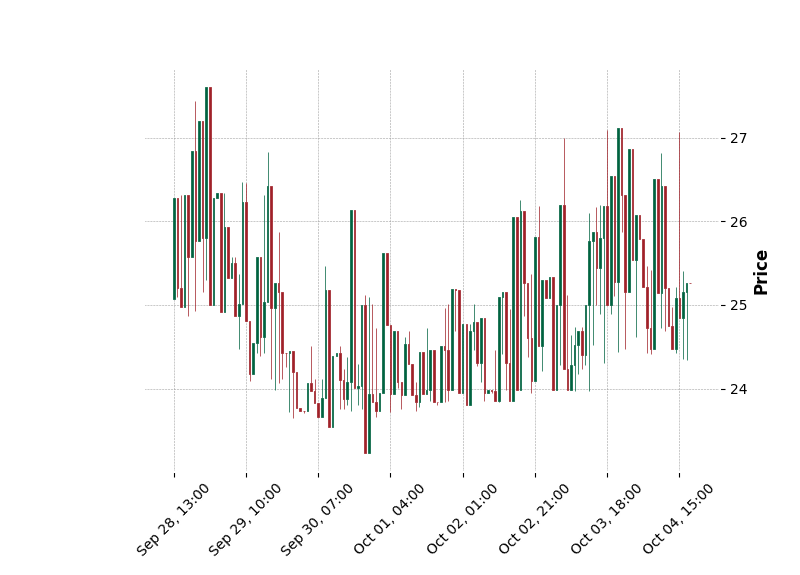 27
26
25
24
Price
Sep 28, 13:00
Sep 29, 10:00
Sep 30, 07:00
Oct 01, 04:00
Oct 02, 01:00
Oct 02, 21:00
Oct 03, 18:00
Oct 04, 15:00